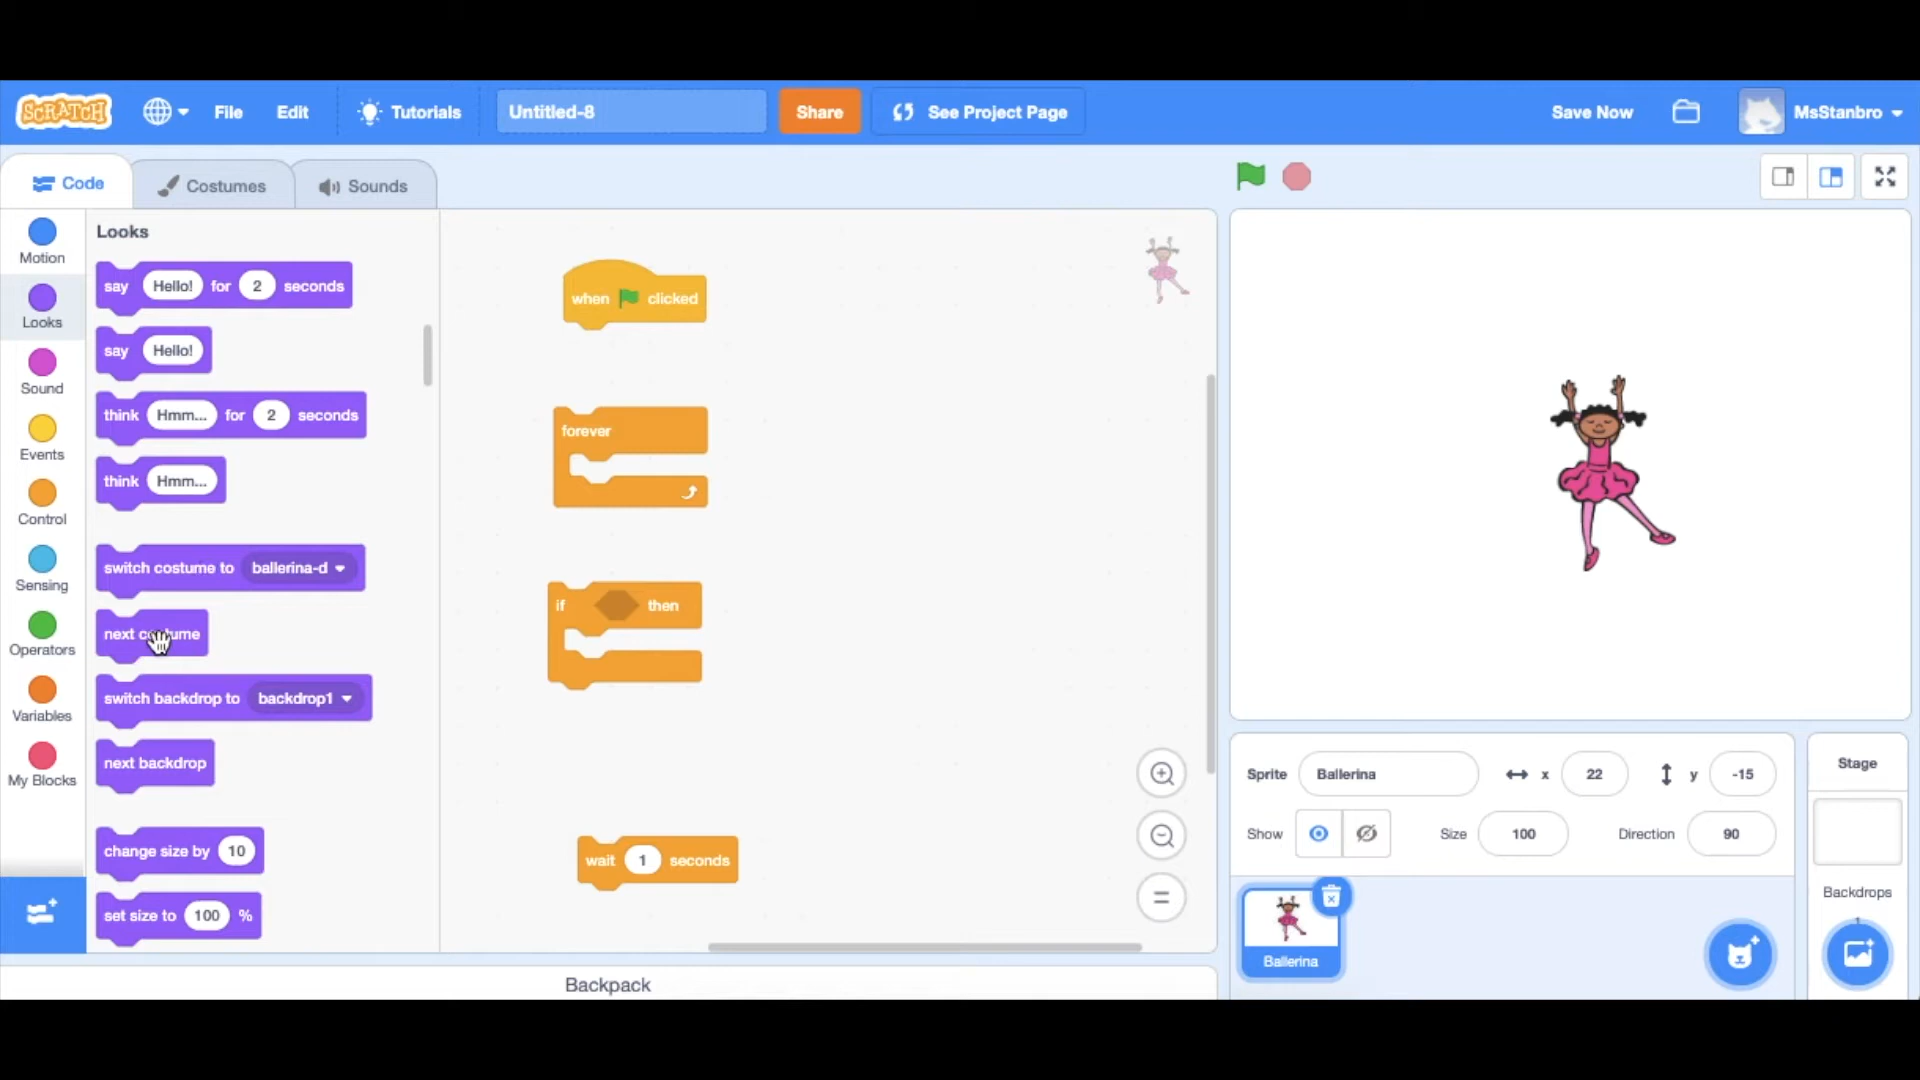 SCRATCH
File
Edit
Tutorials
Untitled-8
Share
See Project Page
Save Now
MsStanbro
Code
Costumes
Sounds
Motion
Looks
Sound
Events
Control
Sensing
Operators
Variables
My Blocks
Looks
say Hello! for 2 seconds
say Hello!
think Hmm... for 2 seconds
think Hmm...
switch costume to ballerina-d
next costume
switch backdrop to backdrop1
next backdrop
change size by 10
set size to 100 %
when clicked
forever
if then
wait 1 seconds
Backpack
Sprite Ballerina x 22 y -15
Show Size 100 Direction 90
Ballerina
Stage
Backdrops
1